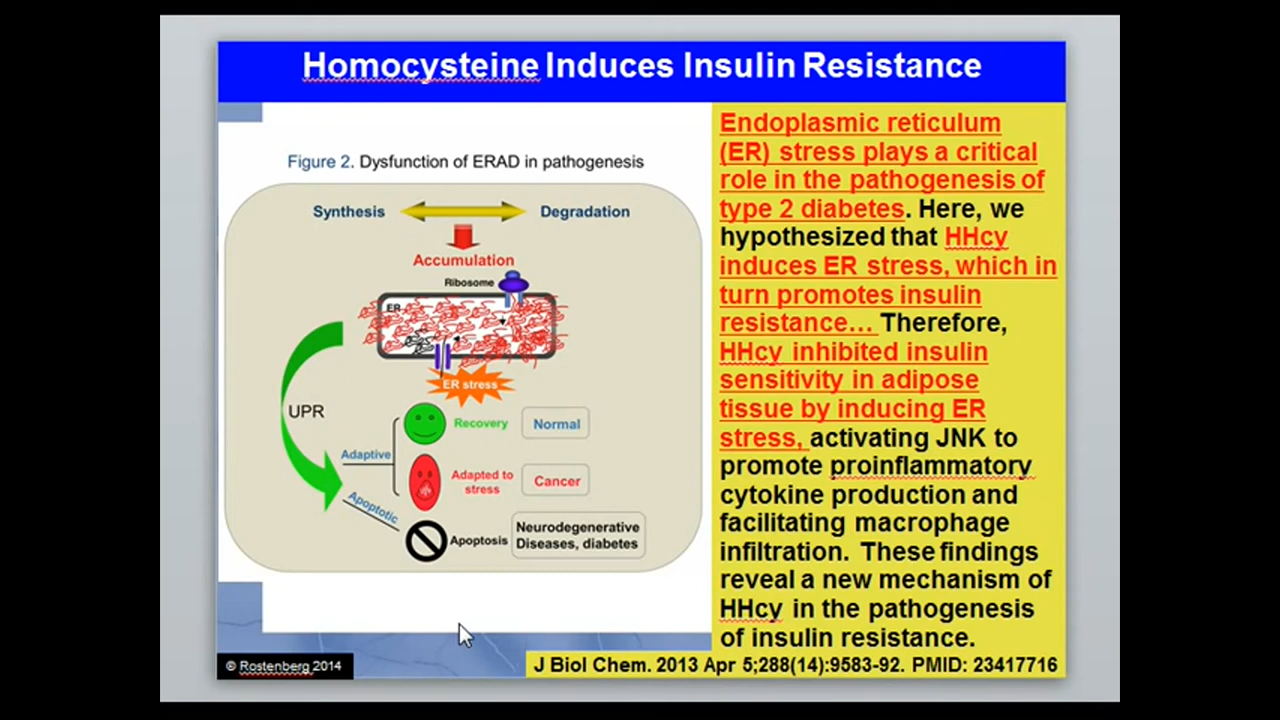 Homocysteine Induces Insulin Resistance
Figure 2. Dysfunction of ERAD in pathogenesis
Synthesis
Degradation
Accumulation
Ribosome
ER
ER stress
UPR
Adaptive
Recovery
Normal
Adapted to
stress
Cancer
Apoptotic
Apoptosis
Neurodegenerative
Diseases, diabetes
Endoplasmic reticulum
(ER) stress plays a critical
role in the pathogenesis of
type 2 diabetes. Here, we
hypothesized that HHcy
induces ER stress, which in
turn promotes insulin
resistance… Therefore,
HHcy inhibited insulin
sensitivity in adipose
tissue by inducing ER
stress, activating JNK to
promote proinflammatory
cytokine production and
facilitating macrophage
infiltration. These findings
reveal a new mechanism of
HHcy in the pathogenesis
of insulin resistance.
© Rostenberg 2014
J Biol Chem. 2013 Apr 5;288(14):9583-92. PMID: 23417716